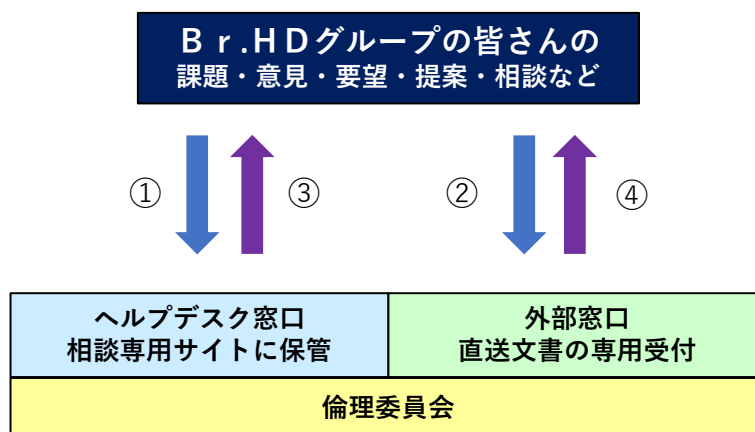 Ｂｒ.ＨＤグループの皆さんの
課題・意見・要望・提案・相談など
① ③ ② ④
ヘルプデスク窓口
相談専用サイトに保管
外部窓口
直送文書の専用受付
倫理委員会